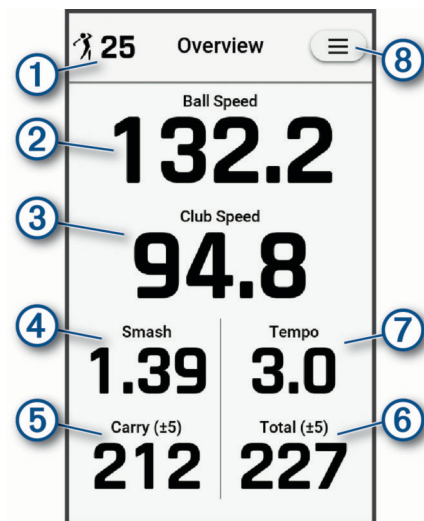 25 Overview
1
8
Ball Speed
2
132.2
3
Club Speed
94.8
4
Smash Tempo
7
1.39 3.0
5
Carry (±5) Total (±5)
6
212 227